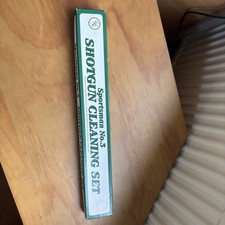 Sportsman No.3
SHOTGUN CLEANING SET